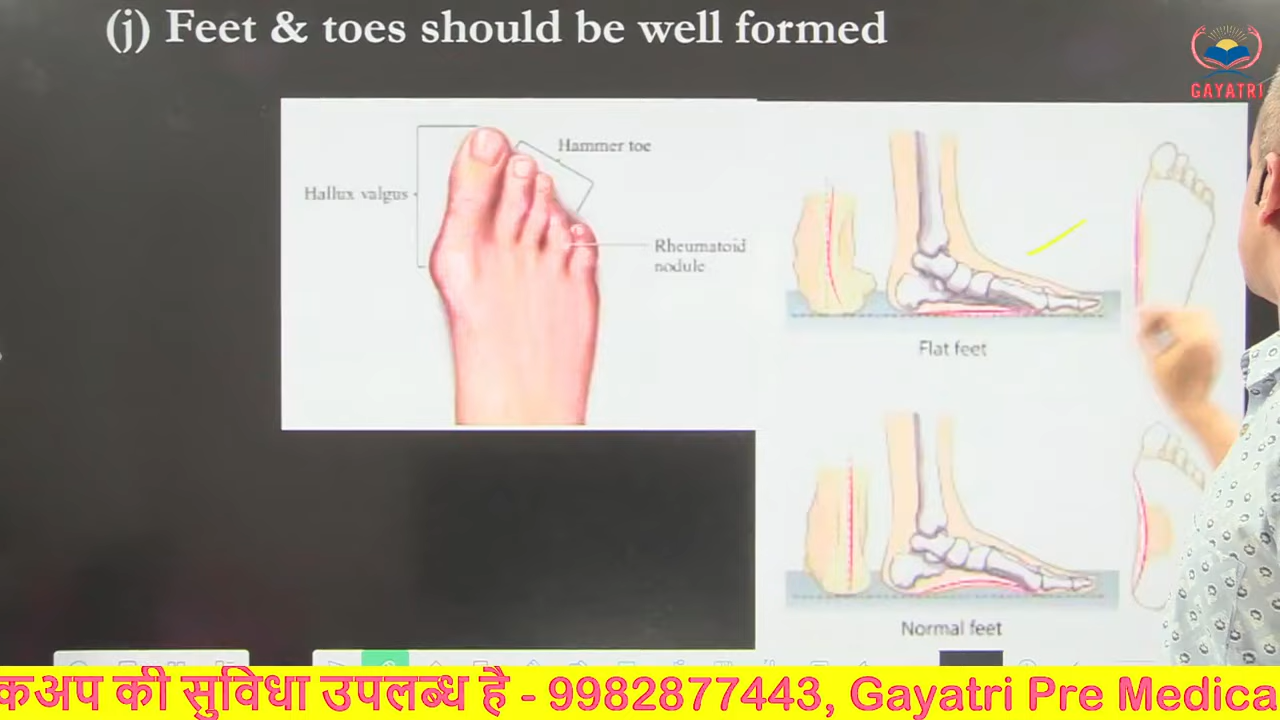 (j) Feet & toes should be well formed
GAYATRI
Hammer toe
Hallux valgus
Rheumatoid
nodule
Flat feet
Normal feet
कअप की सुविधा उपलब्ध है - 9982877443, Gayatri Pre Medica